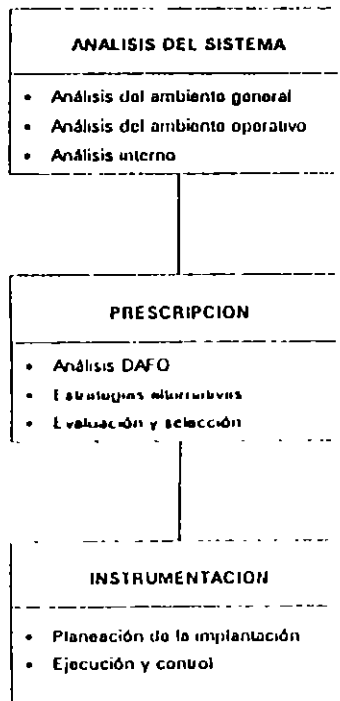 ANALISIS DEL SISTEMA
• Análisis del ambiente general
• Análisis del ambiente operativo
• Análisis interno
PRESCRIPCION
• Análisis DAFO
• Estrategias alternativas
• Evaluación y selección
INSTRUMENTACION
• Planeación de la implantación
• Ejecución y control